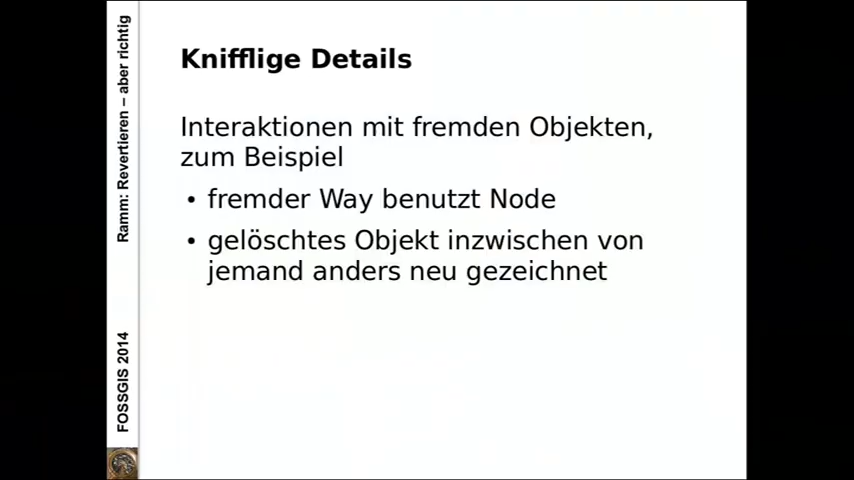 Knifflige Details
Interaktionen mit fremden Objekten,
zum Beispiel
• fremder Way benutzt Node
• gelöschtes Objekt inzwischen von
jemand anders neu gezeichnet
Ramm: Revertieren – aber richtig
FOSSGIS 2014